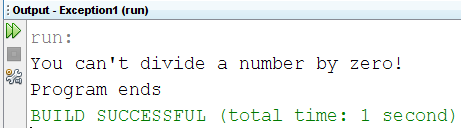 Output - Exception1 (run)
run:
You can't divide a number by zero!
Program ends
BUILD SUCCESSFUL (total time: 1 second)